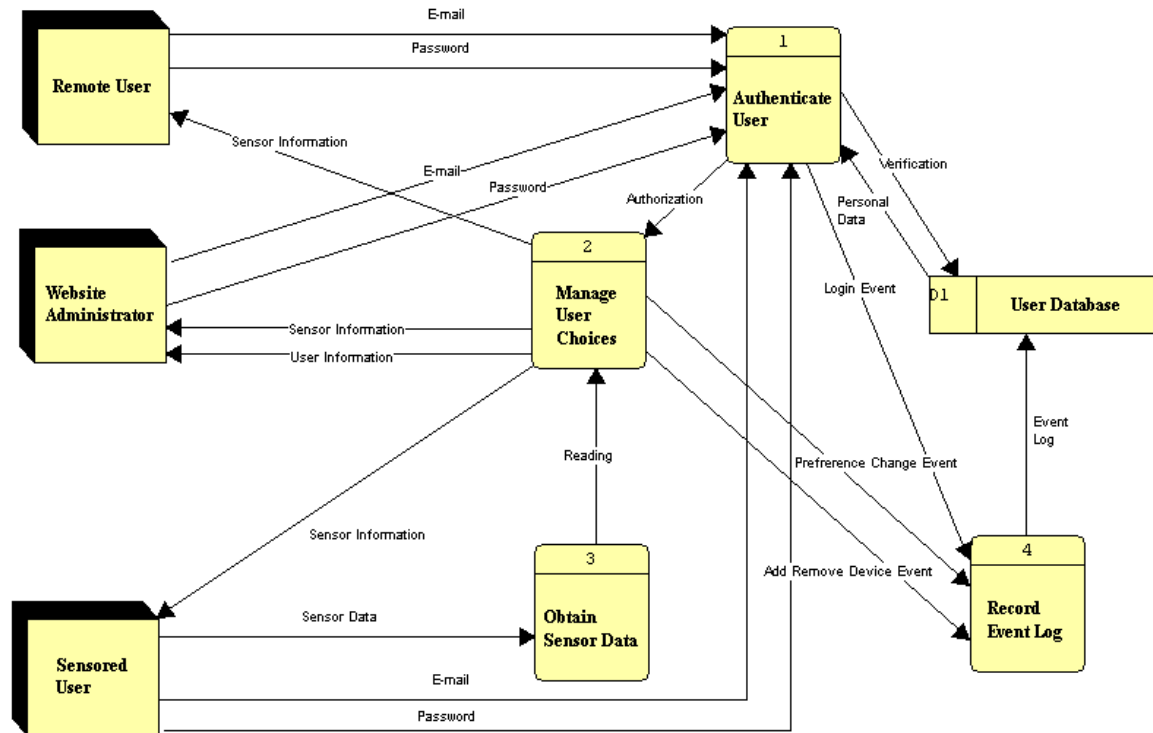 E-mail
1
Password
Remote User
Authenticate
User
Sensor Information
Verification
E-mail
Password
Authorization
Personal
Data
2
Website
Administrator
Manage
User
Choices
Login Event
D1
User Database
Sensor Information
User Information
Event
Log
Reading
Prefrerence Change Event
Sensor Information
3
4
Add Remove Device Event
Obtain
Sensor Data
Record
Event Log
Sensor Data
Sensored
User
E-mail
Password